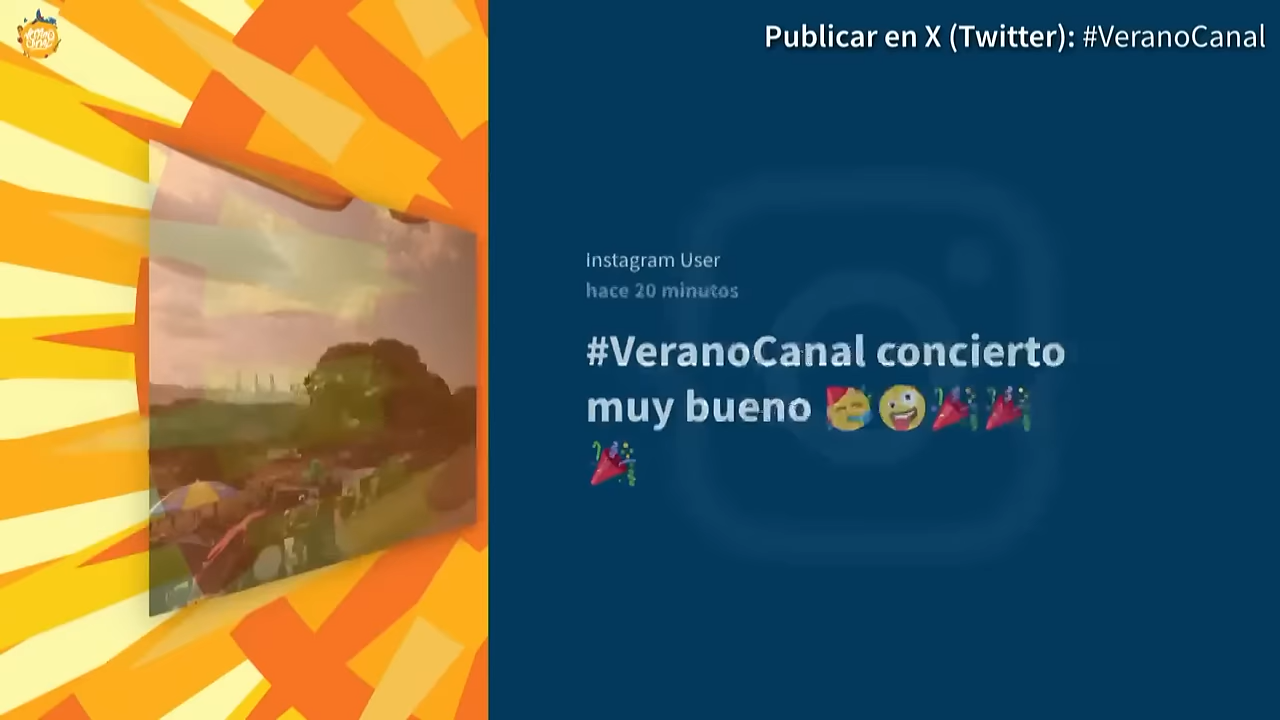 Publicar en X (Twitter): #VeranoCanal
Instagram User
hace 20 minutos
#VeranoCanal concierto
muy bueno 🥳🤪🎉🎉
🎉